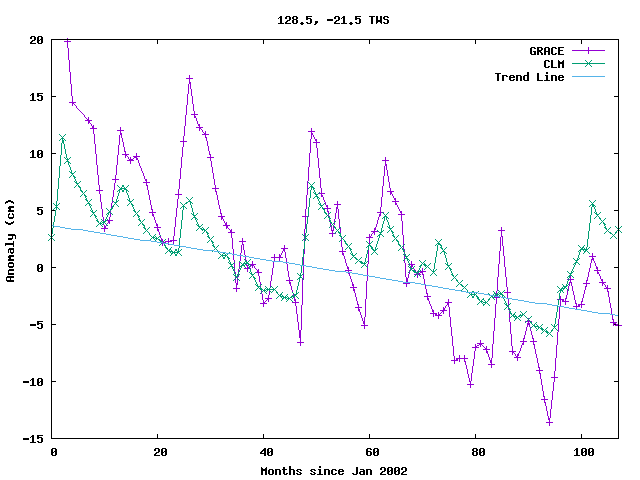 128.5, -21.5 TWS
GRACE
CLM
Trend Line
20
15
10
5
0
-5
-10
-15
Anomaly (cm)
0 20 40 60 80 100
Months since Jan 2002